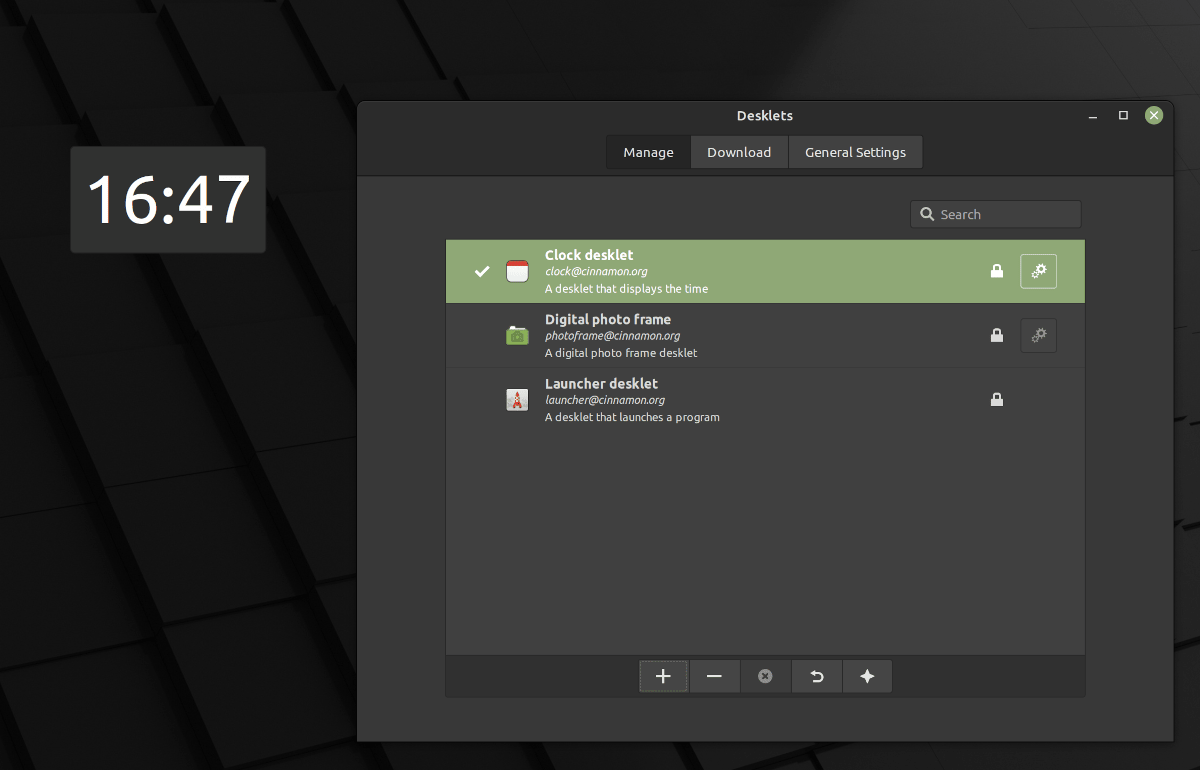 Desklets
Manage
Download
General Settings
16:47
Search
Clock desklet
clock@cinnamon.org
A desklet that displays the time
Digital photo frame
photoframe@cinnamon.org
A digital photo frame desklet
Launcher desklet
launcher@cinnamon.org
A desklet that launches a program